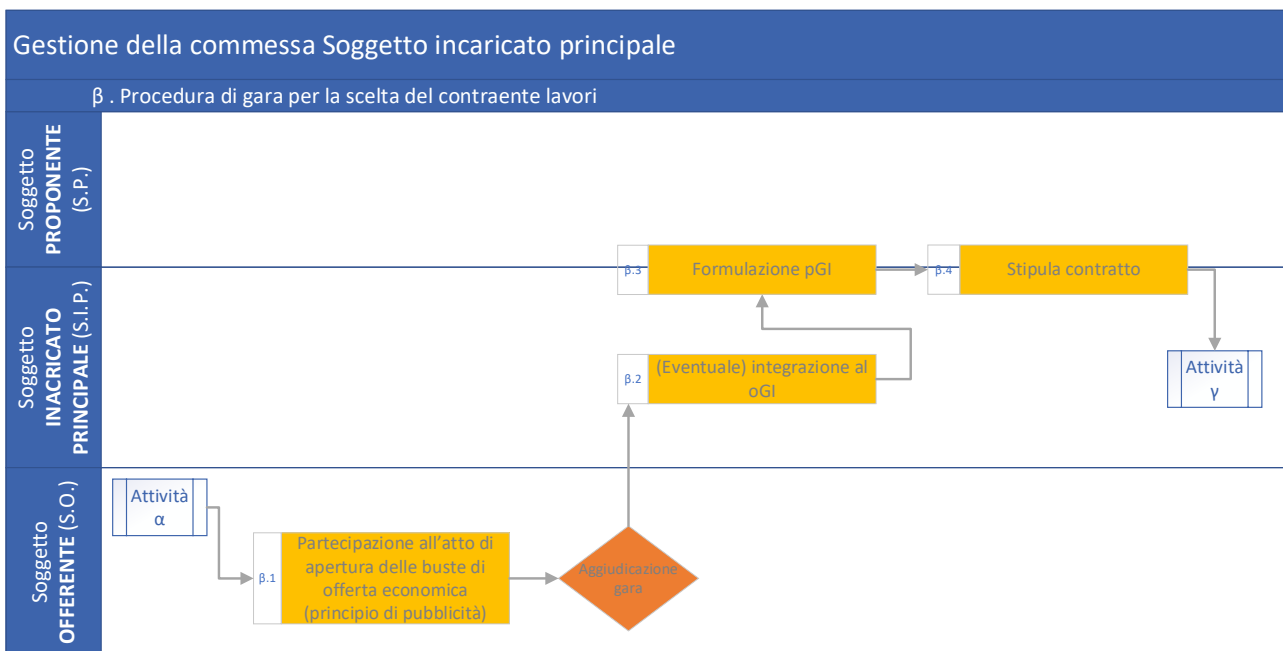 Gestione della commessa Soggetto incaricato principale
β . Procedura di gara per la scelta del contraente lavori
Soggetto
PROPONENTE
(S.P.)
β.3
Formulazione pGI
β.4
Stipula contratto
Soggetto
INACRICATO
PRINCIPALE (S.I.P.)
β.2
(Eventuale) integrazione al
oGI
Attività
γ
Soggetto
OFFERENTE (S.O.)
Attività
α
β.1
Partecipazione all'atto di
apertura delle buste di
offerta economica
(principio di pubblicità)
Aggiudicazione
gara